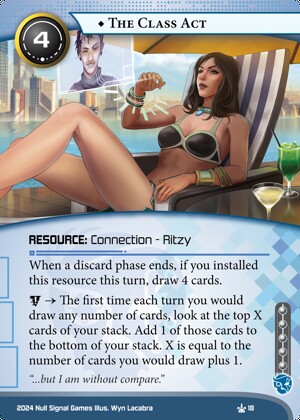 4
♦ The Class Act
RESOURCE: Connection - Ritzy
When a discard phase ends, if you installed
this resource this turn, draw 4 cards.
→ The first time each turn you would
draw any number of cards, look at the top X
cards of your stack. Add 1 of those cards to
the bottom of your stack. X is equal to the
number of cards you would draw plus 1.
“...but I am without compare.”
2024 Null Signal Games Illus. Wyn Lacabra
10